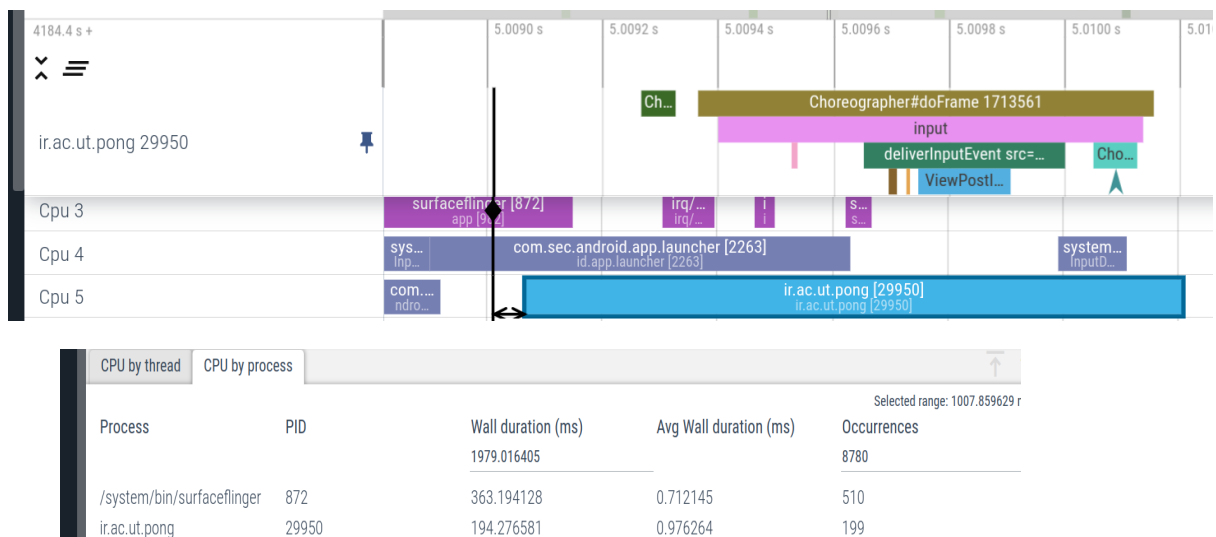 4184.4 s +
5.0090 s 5.0092 s 5.0094 s 5.0096 s 5.0098 s 5.0100 s 5.01
Ch... Choreographer#doFrame 1713561
input
ir.ac.ut.pong 29950
deliverInputEvent src=... Cho...
ViewPostI...
Cpu 3 surfaceflinger [872] irq/... i s...
app [982] irq/... i s...
Cpu 4 sys... com.sec.android.app.launcher [2263] system...
Inp... id.app.launcher [2263] InputD...
Cpu 5 com.... ir.ac.ut.pong [29950]
ndro... ir.ac.ut.pong [29950]
CPU by thread CPU by process
Selected range: 1007.859629 r
Process PID Wall duration (ms) Avg Wall duration (ms) Occurrences
1979.016405 8780
/system/bin/surfaceflinger 872 363.194128 0.712145 510
ir.ac.ut.pong 29950 194.276581 0.976264 199